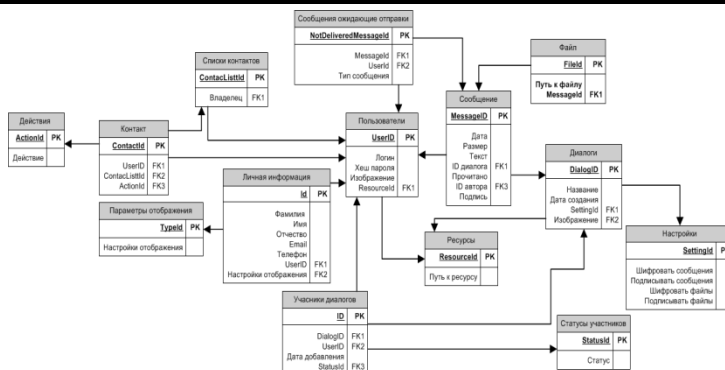 Сообщения ожидающие отправки
NotDeliveredMessageId PK
MessageId FK1
UserId FK2
Тип сообщения
Файл
FileId PK
Путь к файлу
MessageId FK1
Списки контактов
ContacListtId PK
Владелец FK1
Действия
ActionId PK
Действие
Контакт
ContactId PK
UserID FK1
ContacListtId FK2
ActionId FK3
Пользователи
UserID PK
Логин
Хеш пароля
Изображение
ResourceId FK1
Сообщение
MessageID PK
Дата
Размер
Текст
ID диалога FK1
Прочитано
ID автора FK3
Подпись
Диалоги
DialogID PK
Название
Дата создания
SettingId FK1
Изображение FK2
Личная информация
Id PK
Фамилия
Имя
Отчество
Email
Телефон
UserID FK1
Настройки отображения FK2
Параметры отображения
TypeId PK
Настройки отображения
Ресурсы
ResourceId PK
Путь к ресурсу
Настройки
SettingId
Шифровать сообщения
Подписывать сообщения
Шифровать файлы
Подписывать файлы
Учасники диалогов
ID PK
DialogID FK1
UserID FK2
Дата добавления
StatusId FK3
Статусы участников
StatusId PK
Статус